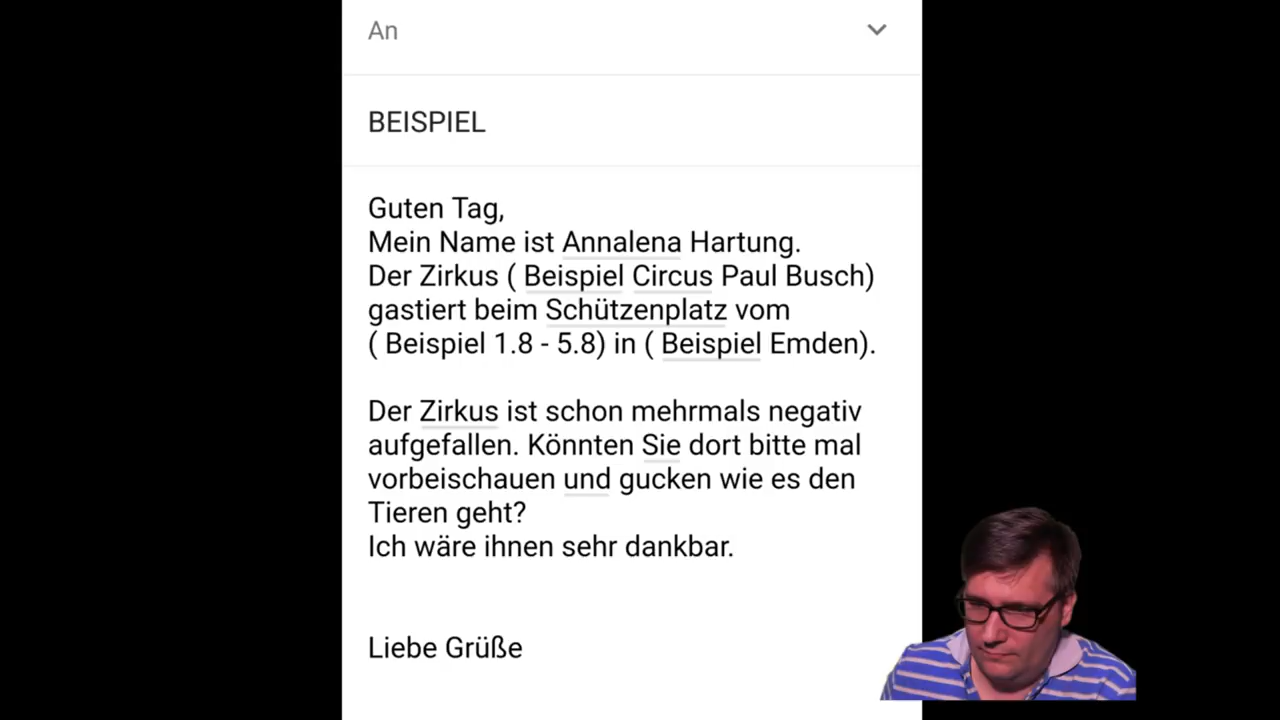 An
BEISPIEL
Guten Tag,
Mein Name ist Annalena Hartung.
Der Zirkus ( Beispiel Circus Paul Busch)
gastiert beim Schützenplatz vom
( Beispiel 1.8 - 5.8) in ( Beispiel Emden).
Der Zirkus ist schon mehrmals negativ
aufgefallen. Könnten Sie dort bitte mal
vorbeischauen und gucken wie es den
Tieren geht?
Ich wäre ihnen sehr dankbar.
Liebe Grüße